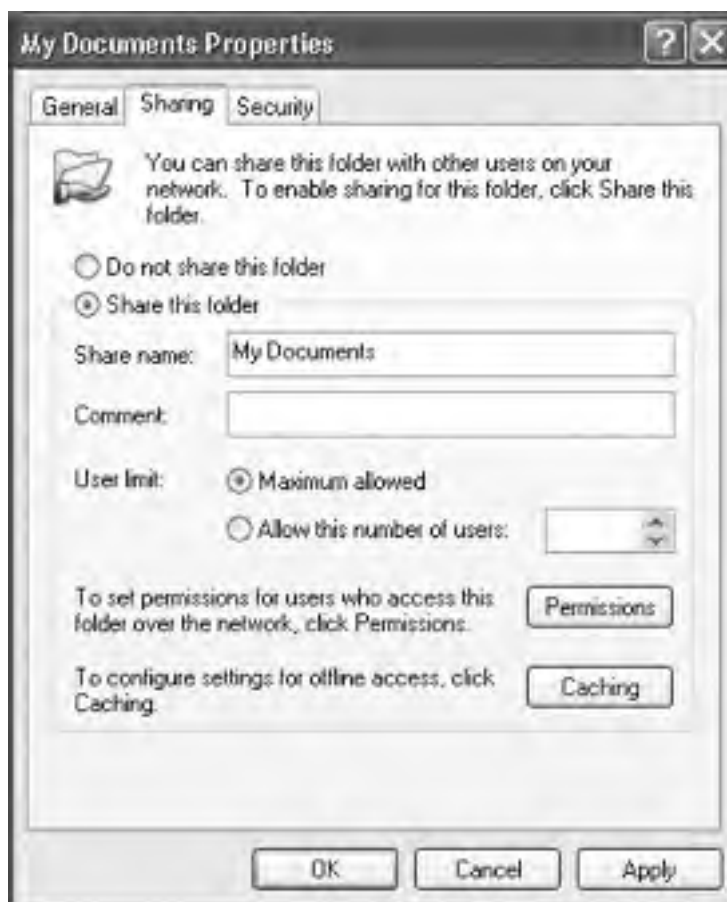 My Documents Properties
General Sharing Security
You can share this folder with other users on your
network. To enable sharing for this folder, click Share this
folder.
Do not share this folder
Share this folder
Share name: My Documents
Comment:
User limit: Maximum allowed
Allow this number of users:
To set permissions for users who access this
folder over the network, click Permissions.
Permissions
To configure settings for offline access, click
Caching.
Caching
OK Cancel Apply